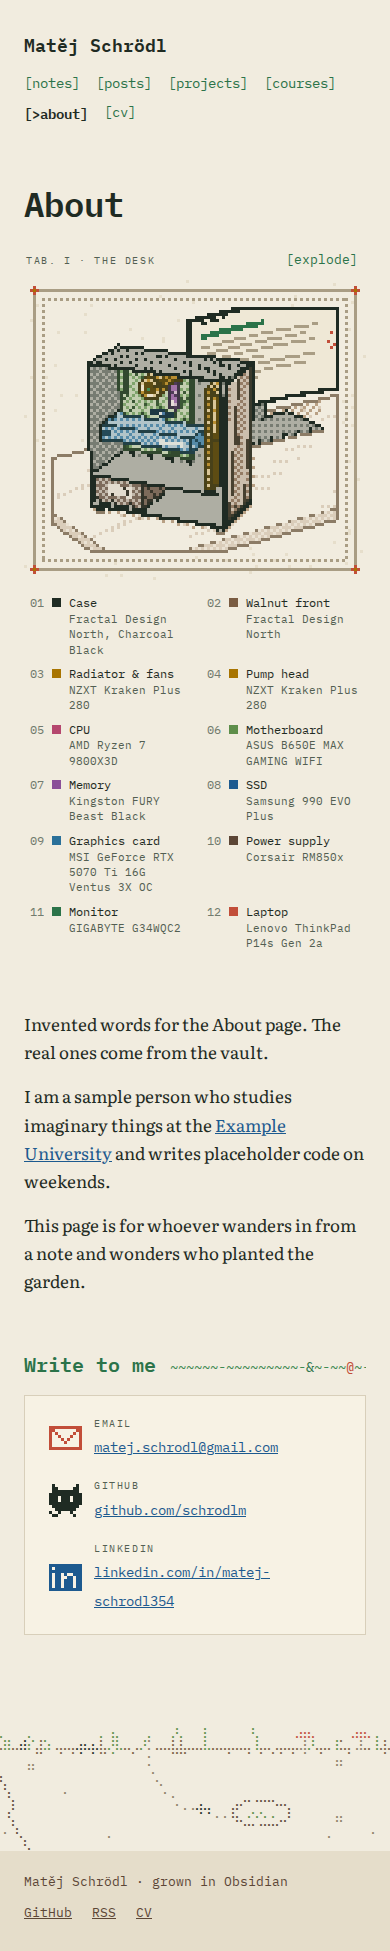 Matěj Schrödl
[notes] [posts] [projects] [courses]
[>about] [cv]
About
TAB. I · THE DESK [explode]
01 Case
Fractal Design
North, Charcoal
Black
02 Walnut front
Fractal Design
North
03 Radiator & fans
NZXT Kraken Plus
280
04 Pump head
NZXT Kraken Plus
280
05 CPU
AMD Ryzen 7
9800X3D
06 Motherboard
ASUS B650E MAX
GAMING WIFI
07 Memory
Kingston FURY
Beast Black
08 SSD
Samsung 990 EVO
Plus
09 Graphics card
MSI GeForce RTX
5070 Ti 16G
Ventus 3X OC
10 Power supply
Corsair RM850x
11 Monitor
GIGABYTE G34WQC2
12 Laptop
Lenovo ThinkPad
P14s Gen 2a
Invented words for the About page. The
real ones come from the vault.
I am a sample person who studies
imaginary things at the Example
University and writes placeholder code on
weekends.
This page is for whoever wanders in from
a note and wonders who planted the
garden.
Write to me ~~~~~~-~~~~~~~~~-&~-~~@~·
EMAIL
matej.schrodl@gmail.com
GITHUB
github.com/schrodlm
LINKEDIN
in linkedin.com/in/matej-
schrodl354
Matěj Schrödl · grown in Obsidian
GitHub RSS CV